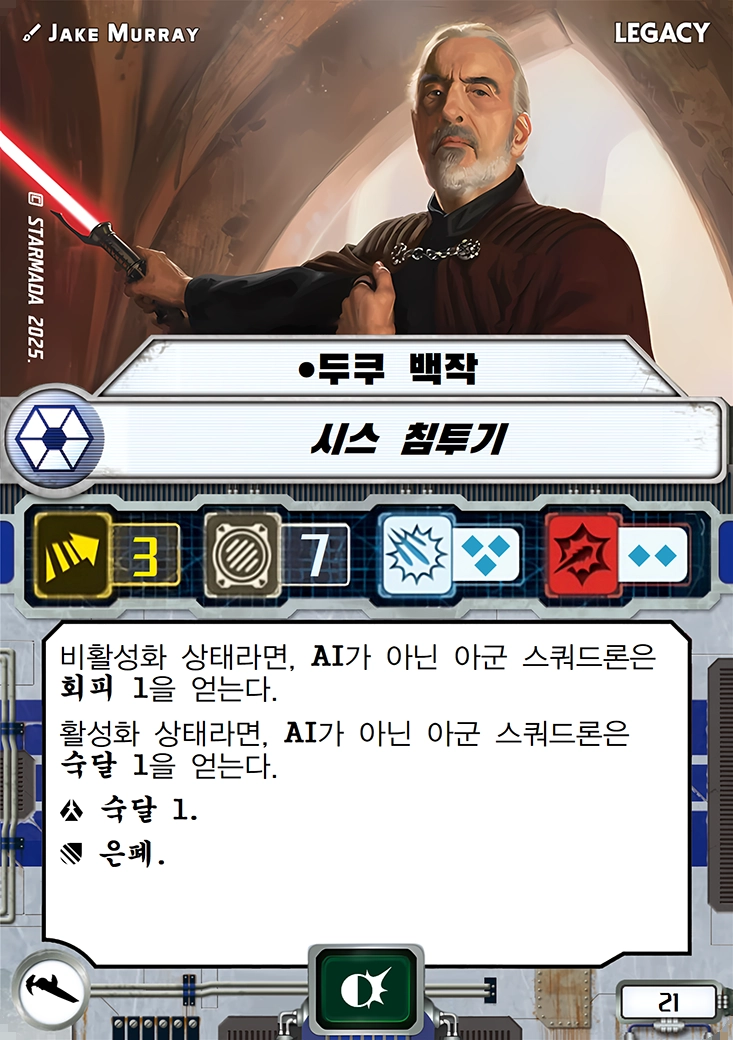 JAKE MURRAY
LEGACY
© STARMADA 2025.
•두쿠 백작
시스 침투기
3
7
비활성화 상태라면, AI가 아닌 아군 스쿼드론은
회피 1을 얻는다.
활성화 상태라면, AI가 아닌 아군 스쿼드론은
숙달 1을 얻는다.
숙달 1.
은폐.
21